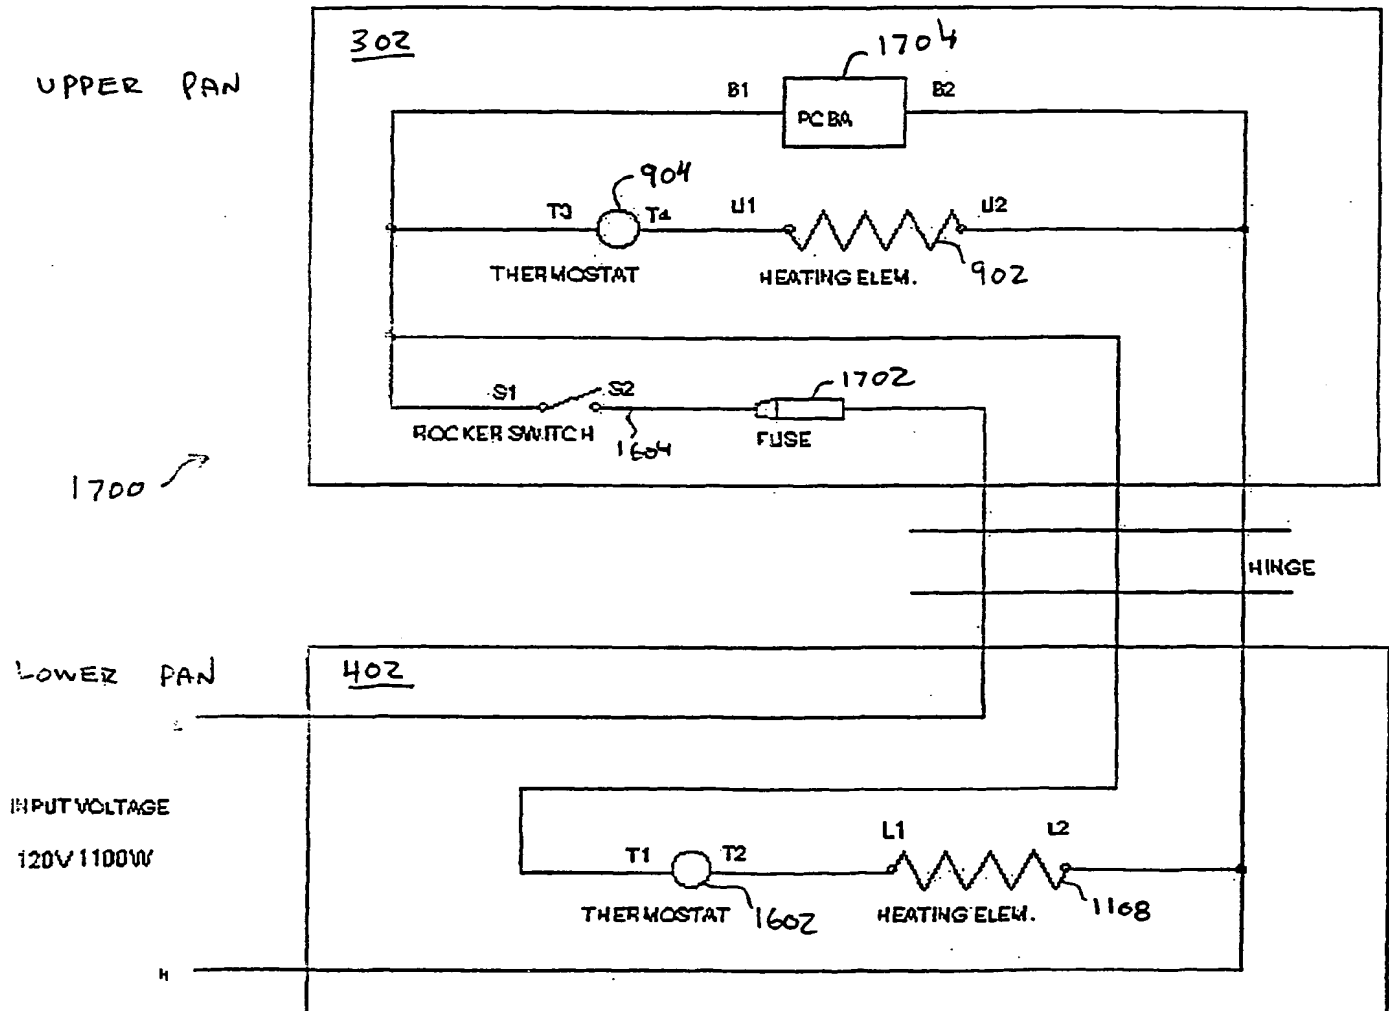 302
1704
UPPER PAN
B1
B2
PCBA
904
T3
T4
U1
U2
THERMOSTAT
HEATING ELEM.
902
S1
S2
1702
ROCKER SWITCH
1604
FUSE
1700
HINGE
LOWER PAN
402
INPUT VOLTAGE
120V 1100W
T1
T2
L1
L2
THERMOSTAT
1602
HEATING ELEM.
1168